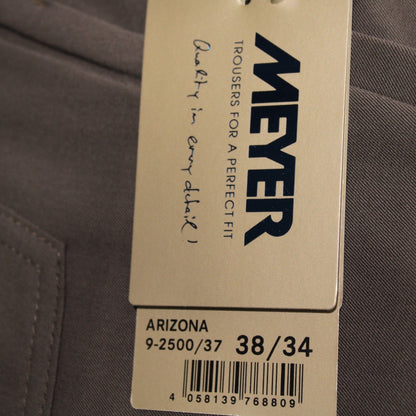 MEYER
TROUSERS FOR A PERFECT FIT
Quality in every detail!
ARIZONA
9-2500/37 38/34
4 058139 768809